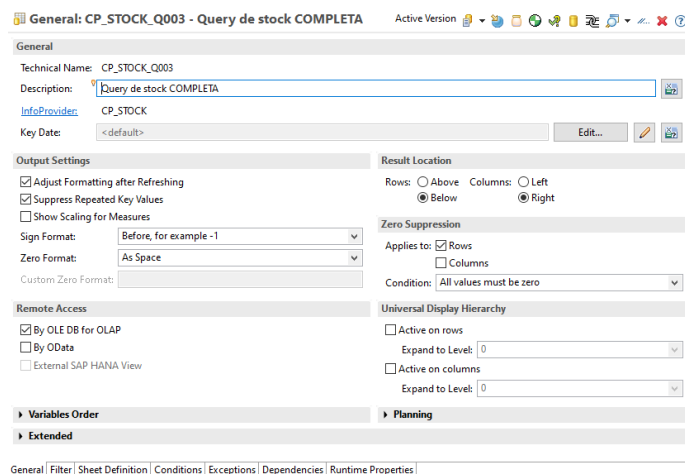 General: CP_STOCK_Q003 - Query de stock COMPLETA
Active Version
General
Technical Name: CP_STOCK_Q003
Description: Query de stock COMPLETA
InfoProvider: CP_STOCK
Key Date: <default> Edit...
Output Settings
Adjust Formatting after Refreshing
Suppress Repeated Key Values
Show Scaling for Measures
Sign Format: Before, for example -1
Zero Format: As Space
Custom Zero Format:
Result Location
Rows: Above Columns: Left
Below Right
Zero Suppression
Applies to: Rows
Columns
Condition: All values must be zero
Remote Access
By OLE DB for OLAP
By OData
External SAP HANA View
Universal Display Hierarchy
Active on rows
Expand to Level: 0
Active on columns
Expand to Level: 0
Variables Order
Planning
Extended
General Filter Sheet Definition Conditions Exceptions Dependencies Runtime Properties